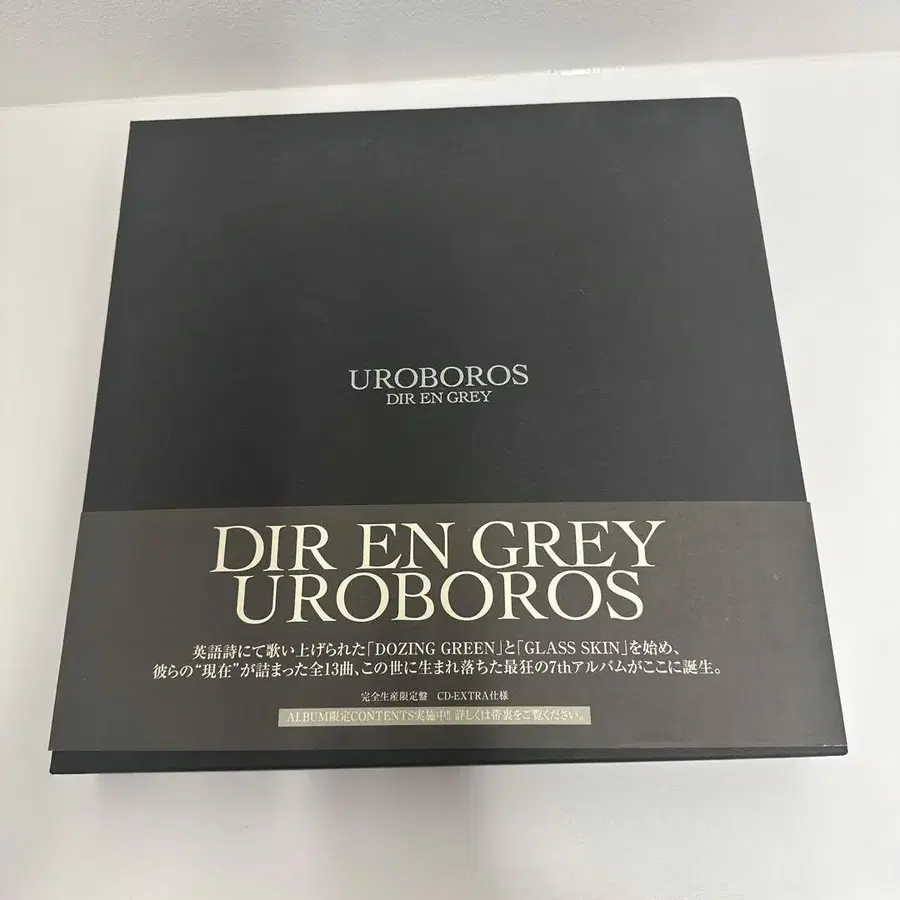 UROBOROS
DIR EN GREY
DIR EN GREY
UROBOROS
英語詩にて歌い上げられた「DOZING GREEN」と「GLASS SKIN」を始め、
彼らの“現在”が詰まった全13曲、この世に生まれ落ちた最狂の7thアルバムがここに誕生。
完全生産限定盤 CD-EXTRA仕様
ALBUM限定CONTENTS実施中!! 詳しくは帯裏をご覧ください。